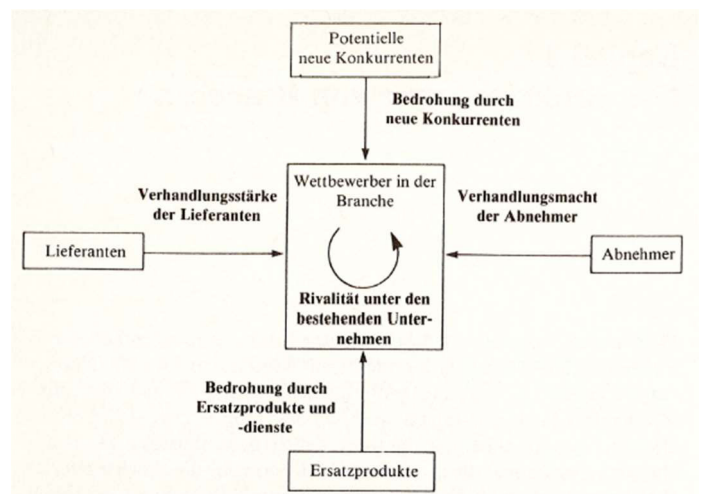 Potentielle
neue Konkurrenten
Bedrohung durch
neue Konkurrenten
Verhandlungsstärke
der Lieferanten
Wettbewerber in der
Branche
Verhandlungsmacht
der Abnehmer
Lieferanten
Abnehmer
Rivalität unter den
bestehenden Unter-
nehmen
Bedrohung durch
Ersatzprodukte und
-dienste
Ersatzprodukte